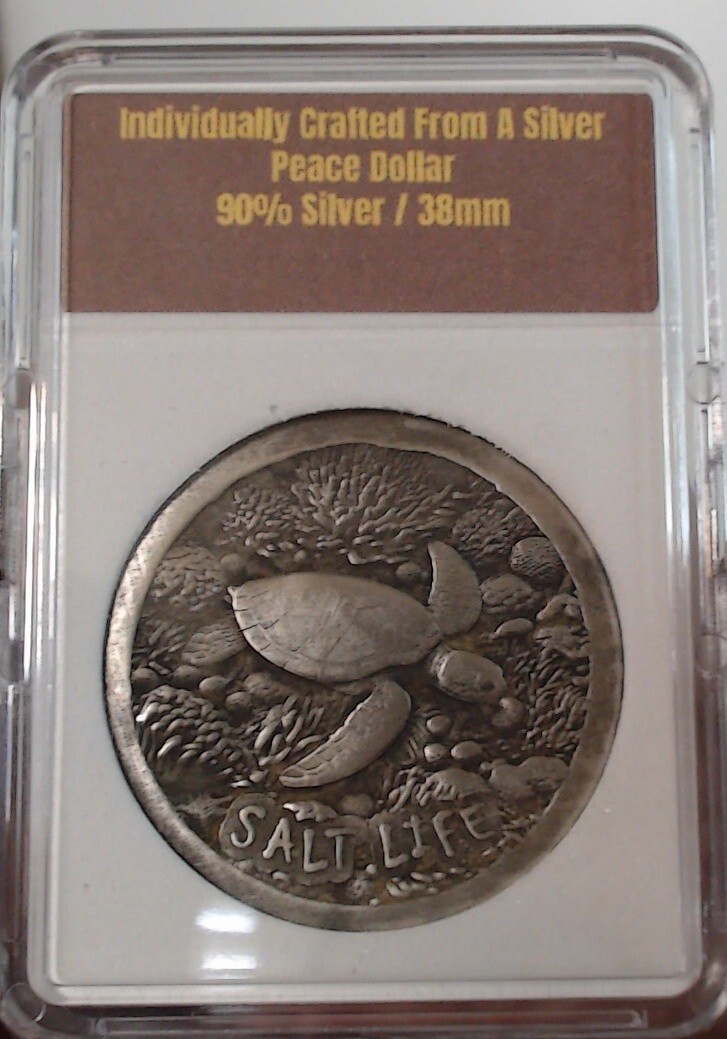 Individually Crafted From A Silver
Peace Dollar
90% Silver / 38mm
SALT LIFE